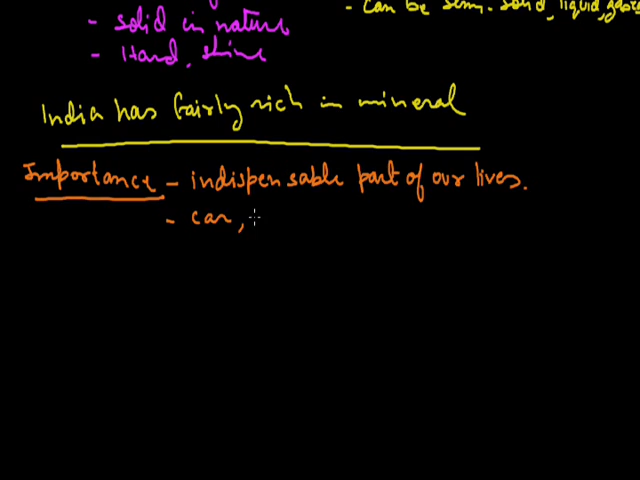 - solid in nature
- Hard, shine
- Can be semi-solid, liquid,
India has fairly rich in mineral
Importance - indispensable part of our lives.
- car,